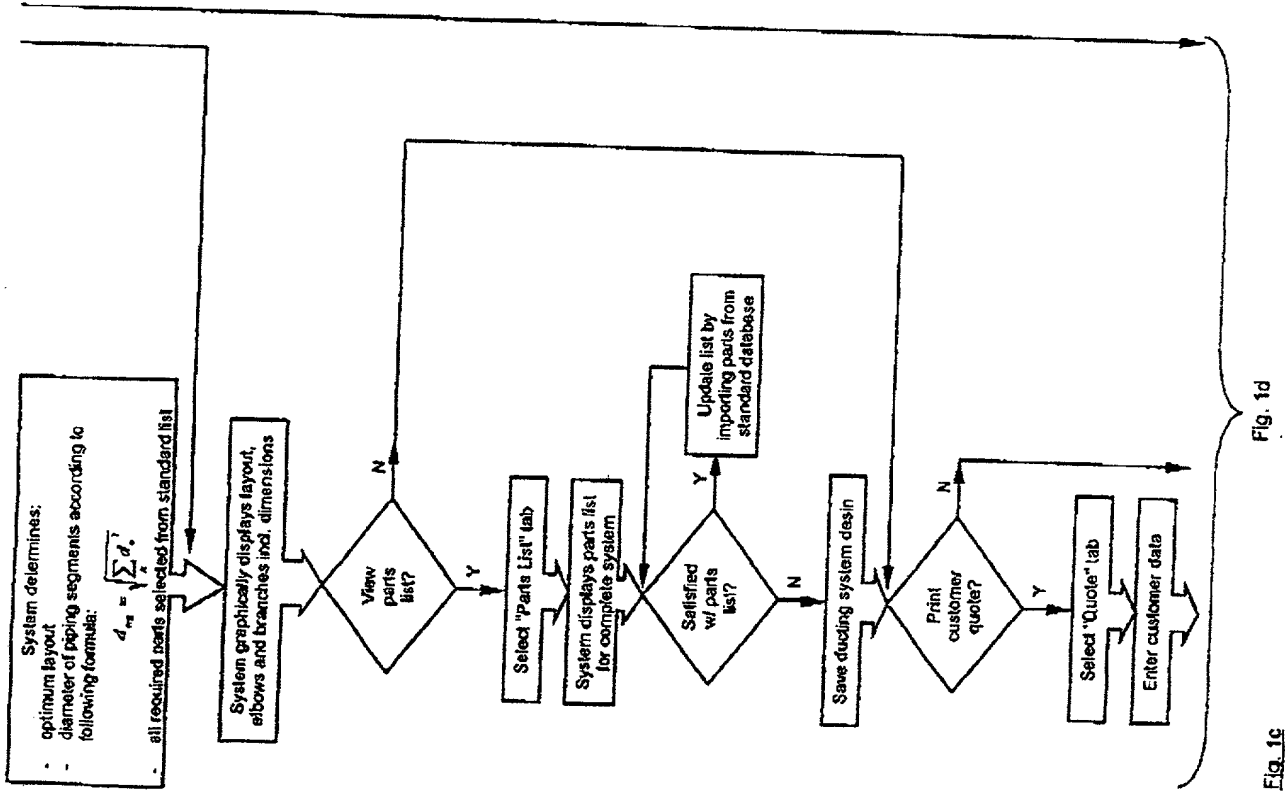 System determines:
- optimum layout
- diameter of piping segments according to
following formula:
- all required parts selected from standard list
System graphically displays layout,
elbows and branches incl. dimensions
View
parts
list?
N
Y
Select "Parts List" tab
System displays parts list
for complete system
Satisfied
w/ parts
list?
Y
Update list by
importing parts from
standard database
N
Save ducting system desin
Print
customer
quote?
N
Y
Select "Quote" tab
Enter customer data
Fig. 1c
Fig. 1d